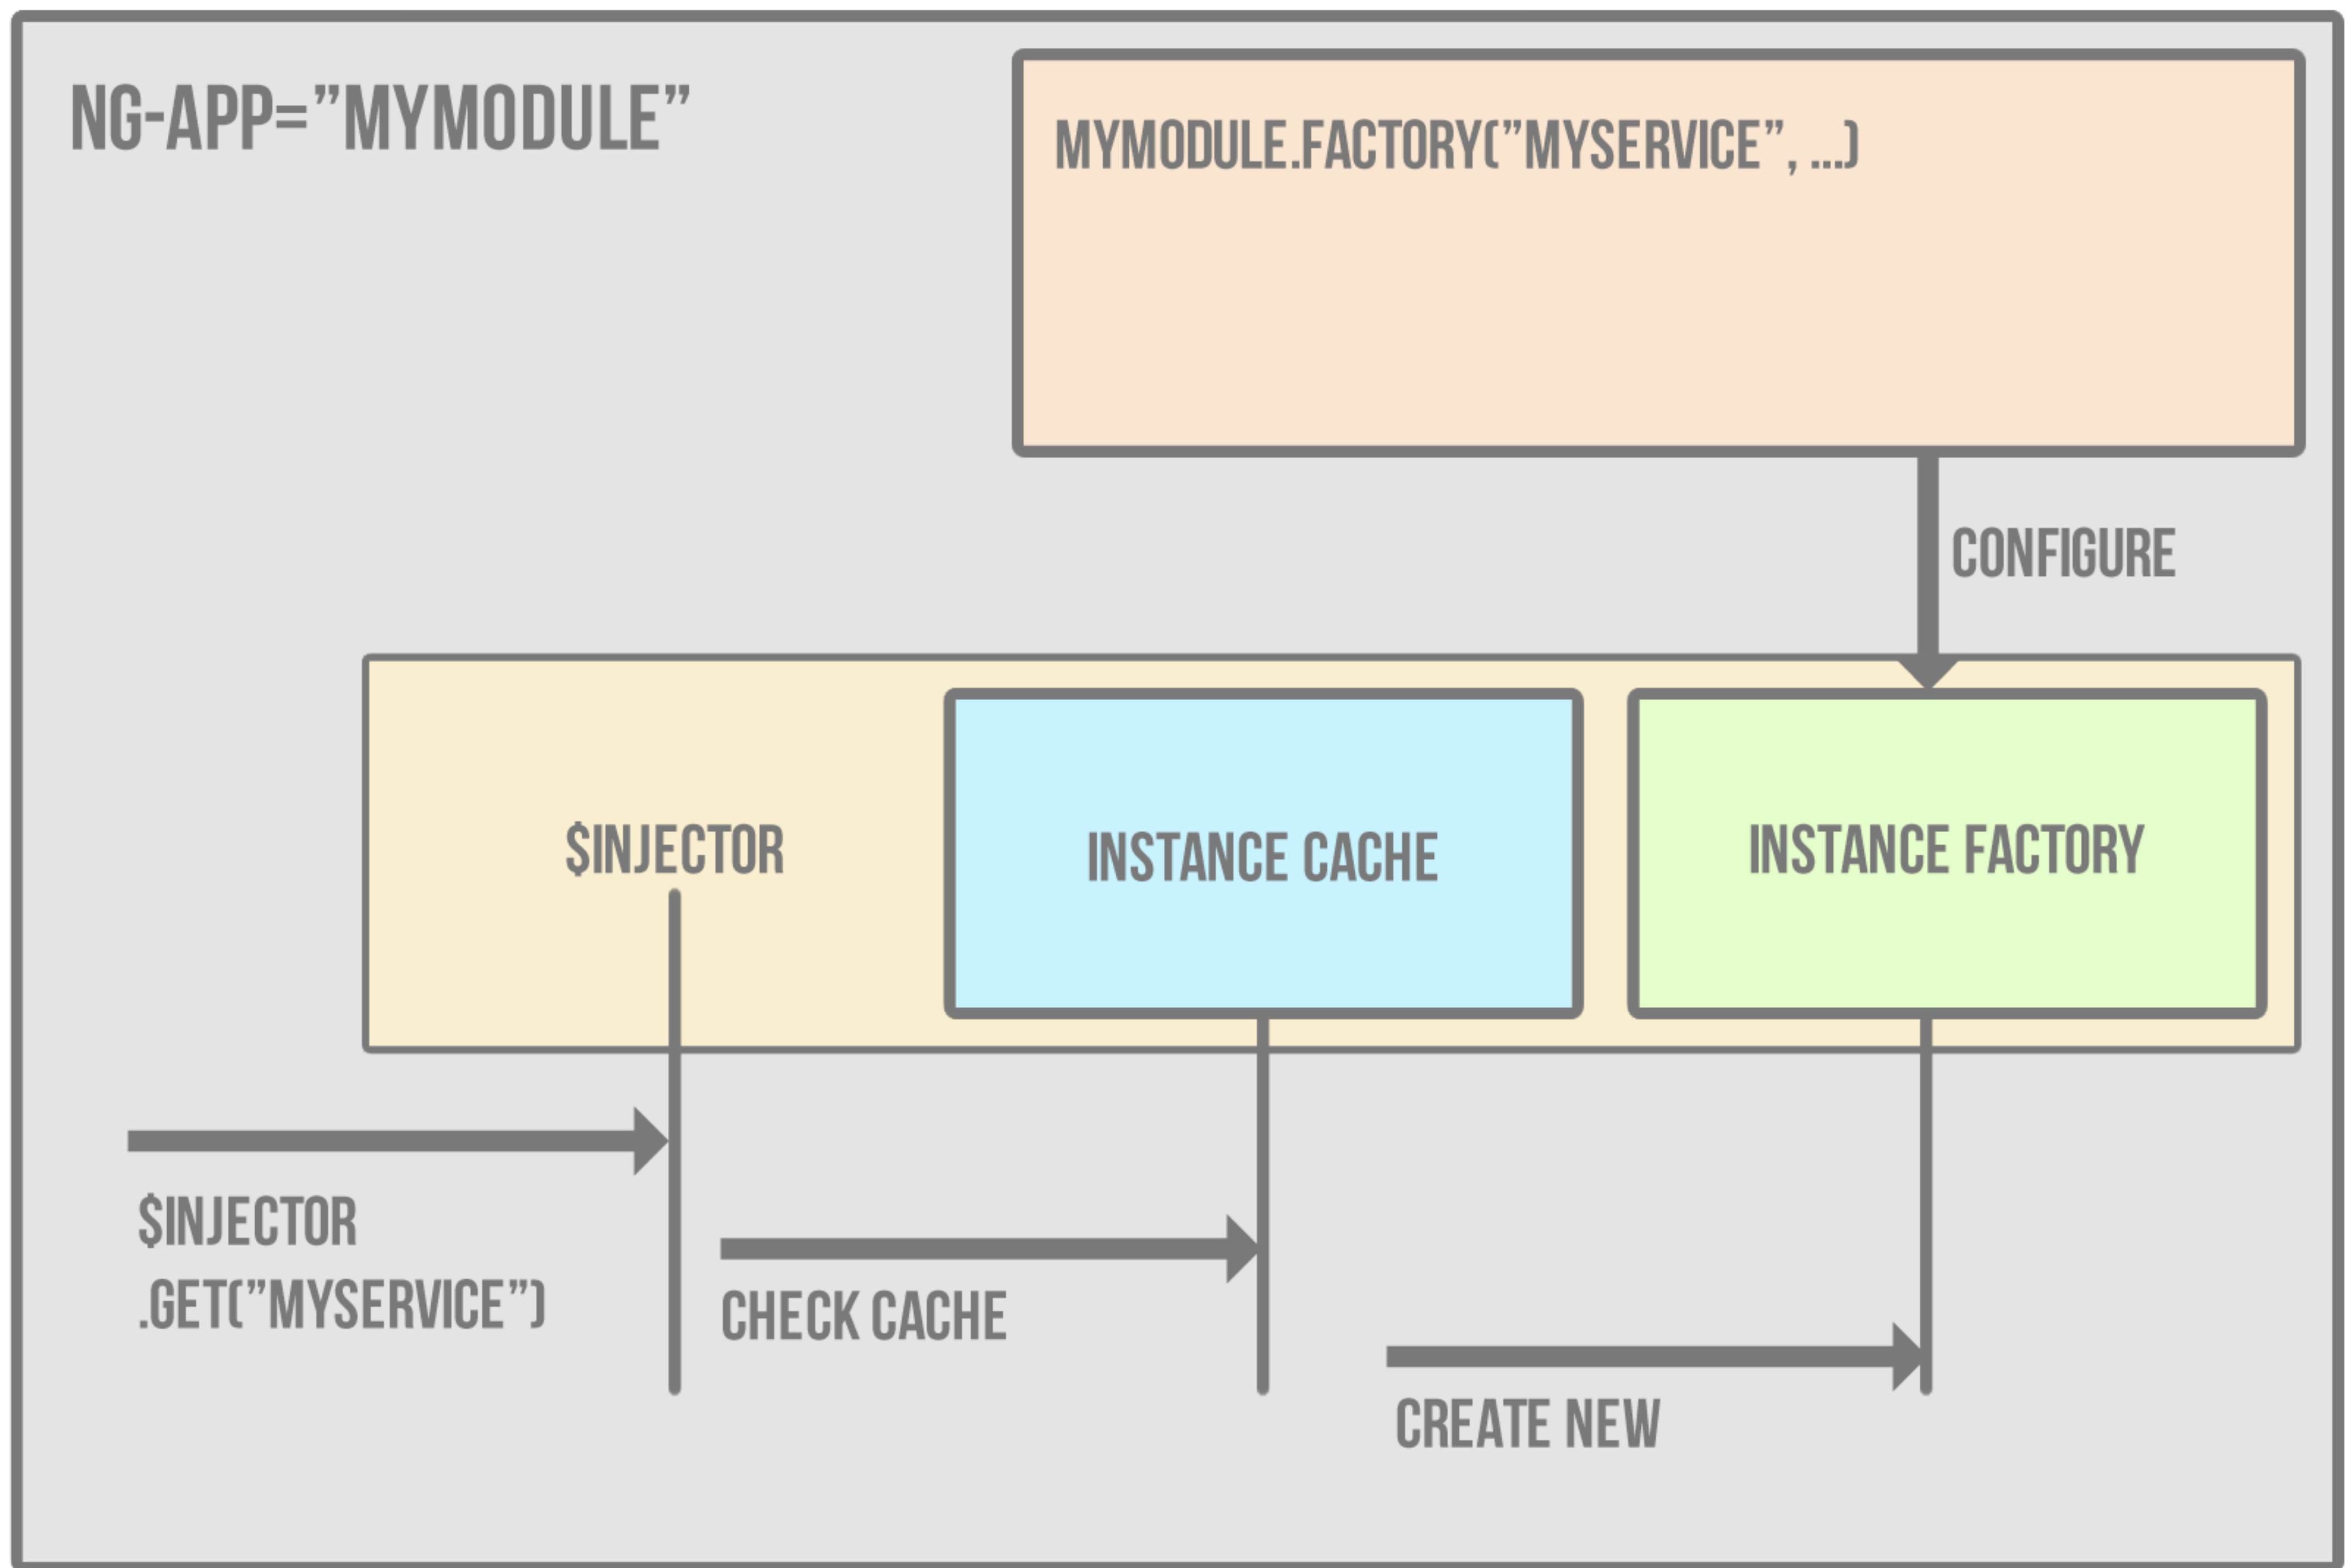 NG-APP=”MYMODULE”
MYMODULE.FACTORY(”MYSERVICE”, ...)
CONFIGURE
$INJECTOR
INSTANCE CACHE
INSTANCE FACTORY
$INJECTOR
.GET(”MYSERVICE”)
CHECK CACHE
CREATE NEW